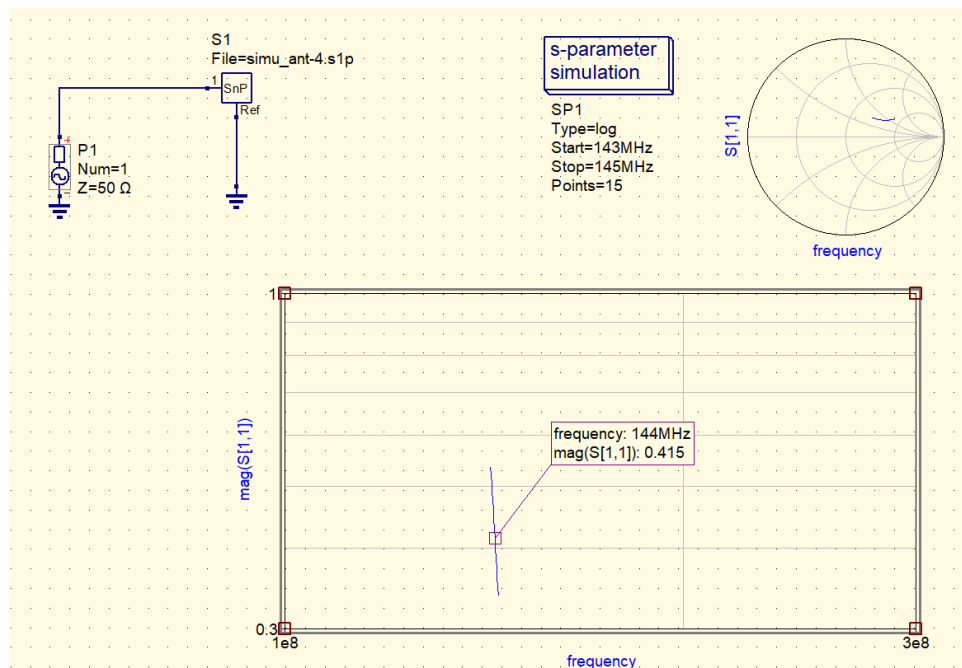 S1
File=simu_ant-4.s1p
1
SnP
Ref
P1
Num=1
Z=50 Ω
s-parameter
simulation
SP1
Type=log
Start=143MHz
Stop=145MHz
Points=15
S[1,1]
frequency
1
mag(S[1,1])
frequency: 144MHz
mag(S[1,1]): 0.415
0.3
1e8
3e8
frequency